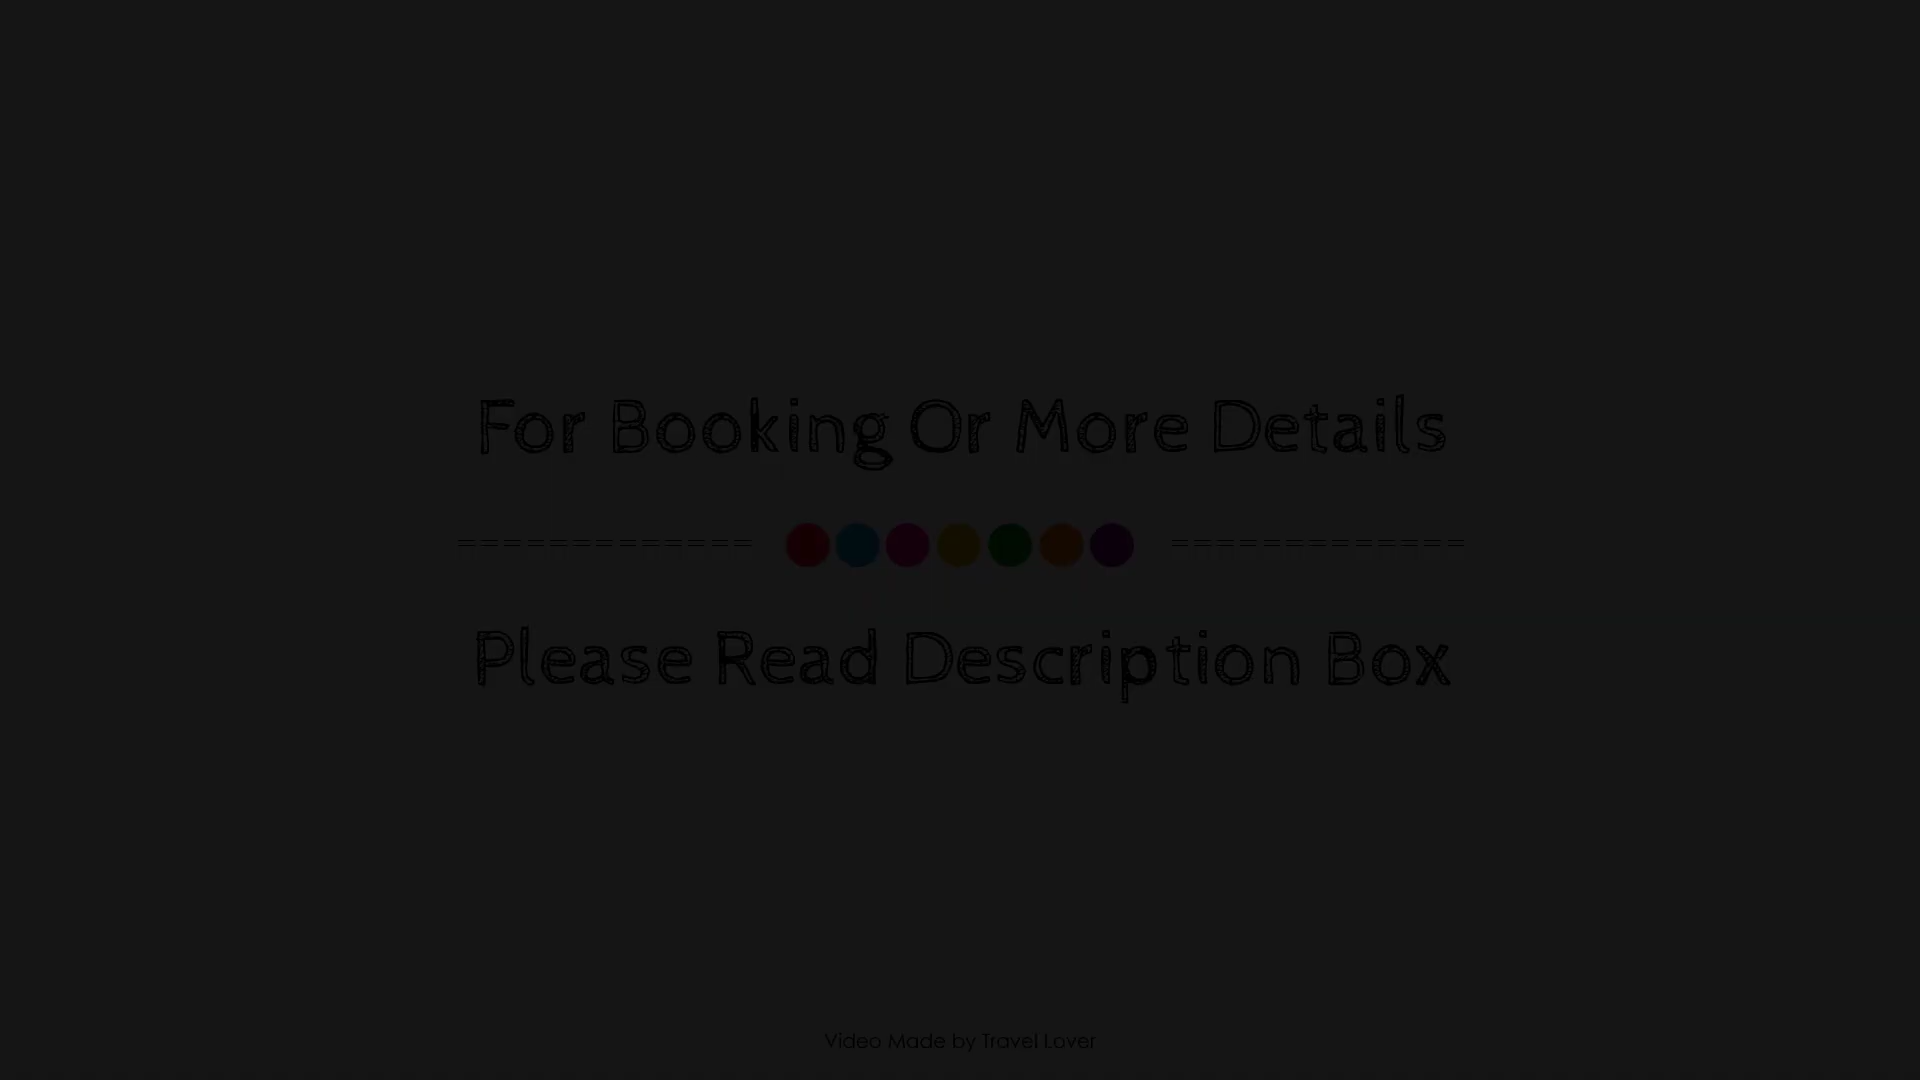 For Booking Or More Details
============= =============
Please Read Description Box
Video Made by Travel Lover